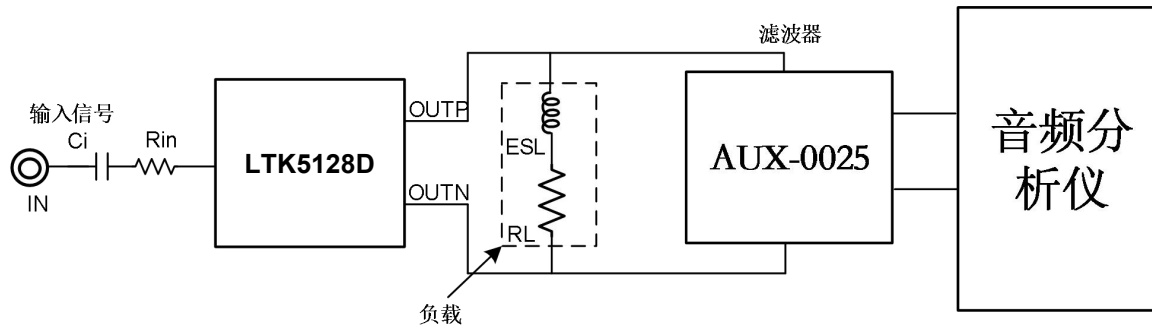 输入信号
Ci
Rin
IN
LTK5128D
OUTP
OUTN
ESL
RL
负载
滤波器
AUX-0025
音频分
析仪